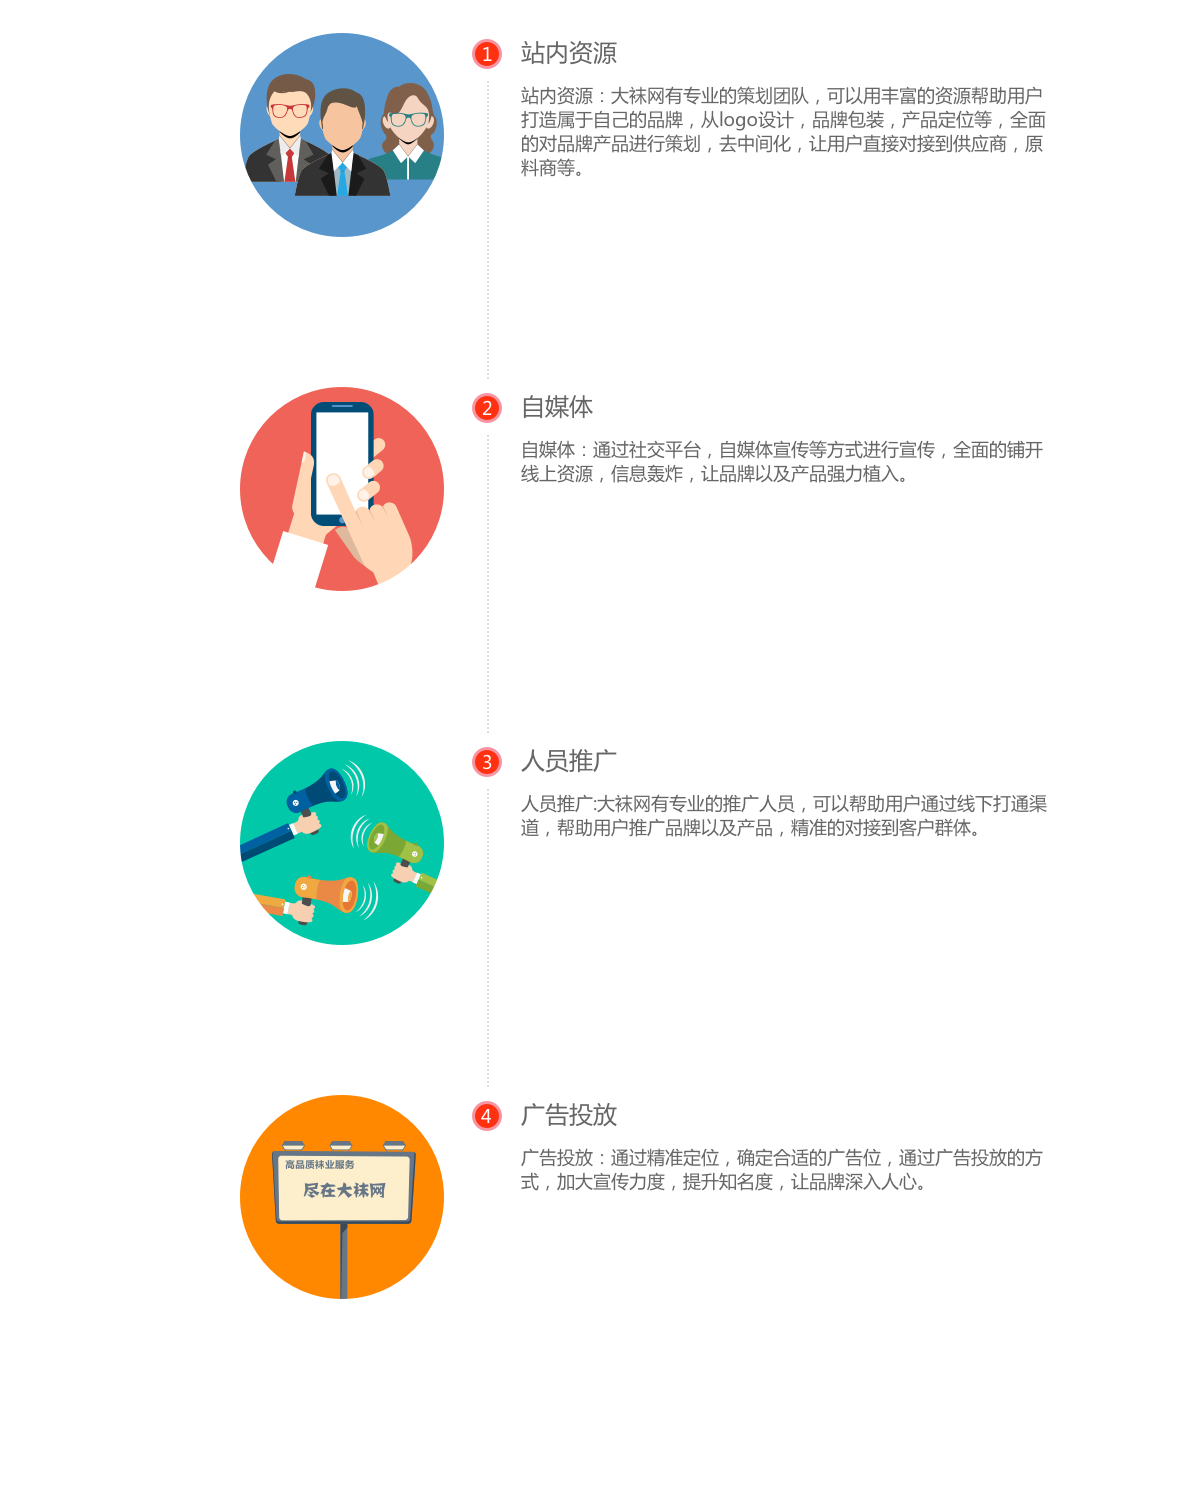 1 站内资源
站内资源：大袜网有专业的策划团队，可以用丰富的资源帮助用户
打造属于自己的品牌，从logo设计，品牌包装，产品定位等，全面
的对品牌产品进行策划，去中间化，让用户直接对接到供应商，原
料商等。
2 自媒体
自媒体：通过社交平台，自媒体宣传等方式进行宣传，全面的铺开
线上资源，信息轰炸，让品牌以及产品强力植入。
3 人员推广
人员推广:大袜网有专业的推广人员，可以帮助用户通过线下打通渠
道，帮助用户推广品牌以及产品，精准的对接到客户群体。
4 广告投放
广告投放：通过精准定位，确定合适的广告位，通过广告投放的方
式，加大宣传力度，提升知名度，让品牌深入人心。
高品质袜业服务
尽在大袜网